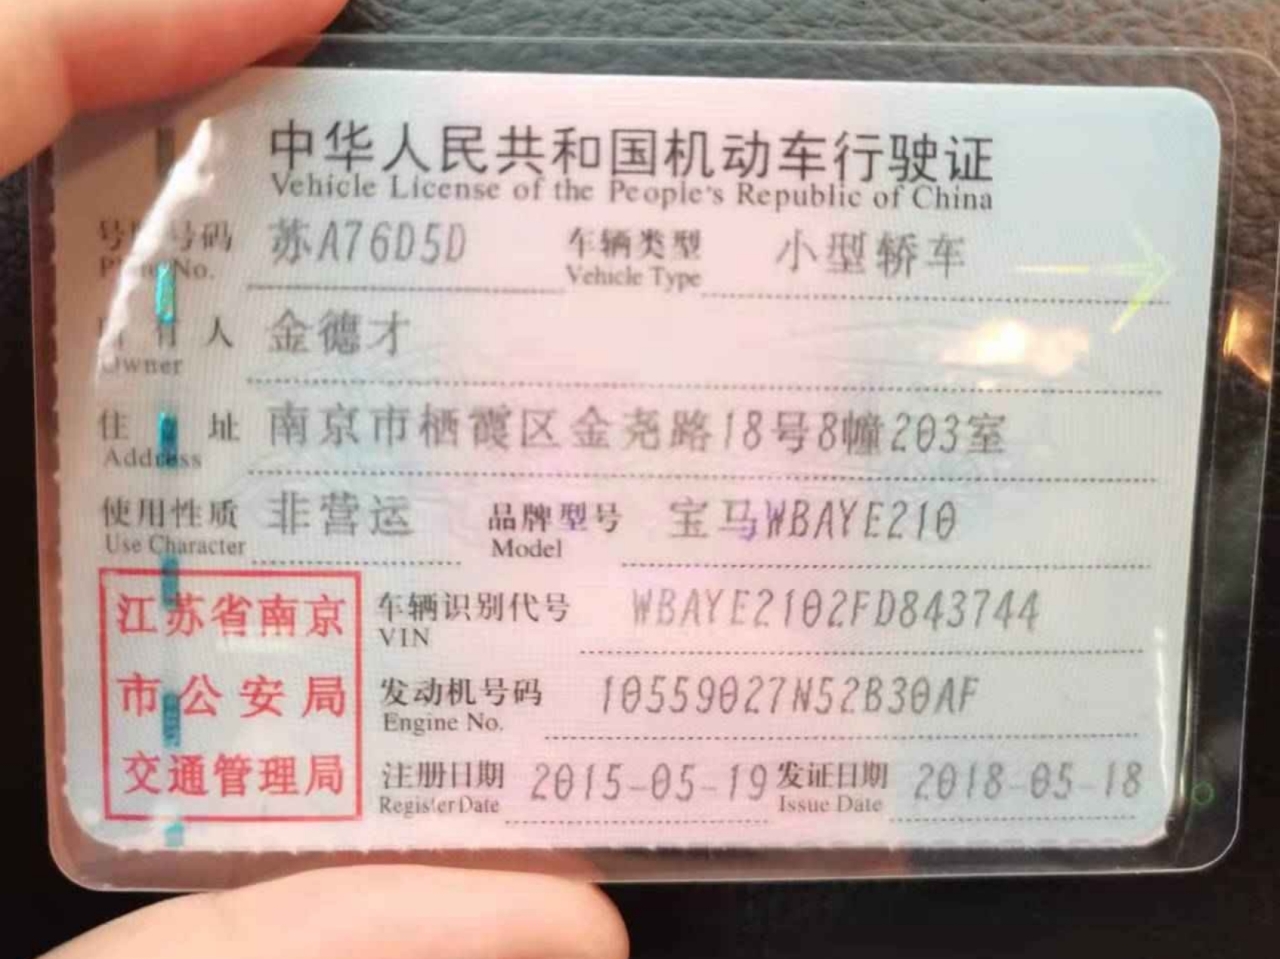 中华人民共和国机动车行驶证
Vehicle License of the People's Republic of China
号牌号码 苏A76D5D 车辆类型 小型轿车
Plate No. Vehicle Type
所有人 金德才
Owner
住址 南京市栖霞区金尧路18号8幢203室
Address
使用性质 非营运 品牌型号 宝马WBAYE210
Use Character Model
江苏省南京
市公安局
交通管理局
车辆识别代号 WBAYE2102FD843744
VIN
发动机号码 10559027N52B30AF
Engine No.
注册日期 2015-05-19 发证日期 2018-05-18
Register Date Issue Date